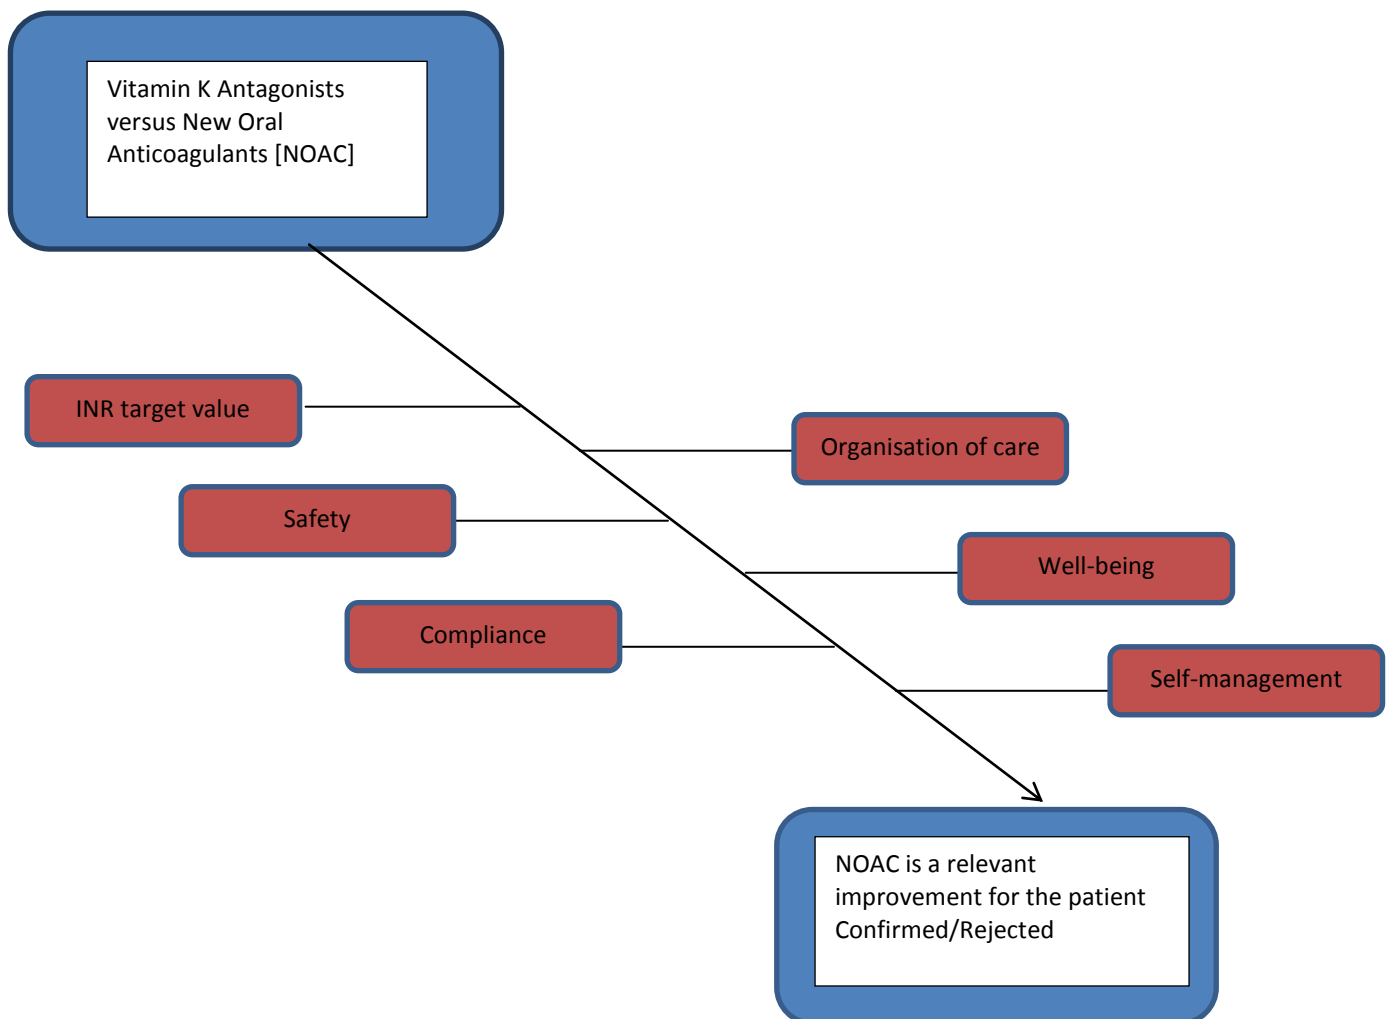 Vitamin K Antagonists
versus New Oral
Anticoagulants [NOAC]
INR target value
Organisation of care
Safety
Well-being
Compliance
Self-management
NOAC is a relevant
improvement for the patient
Confirmed/Rejected